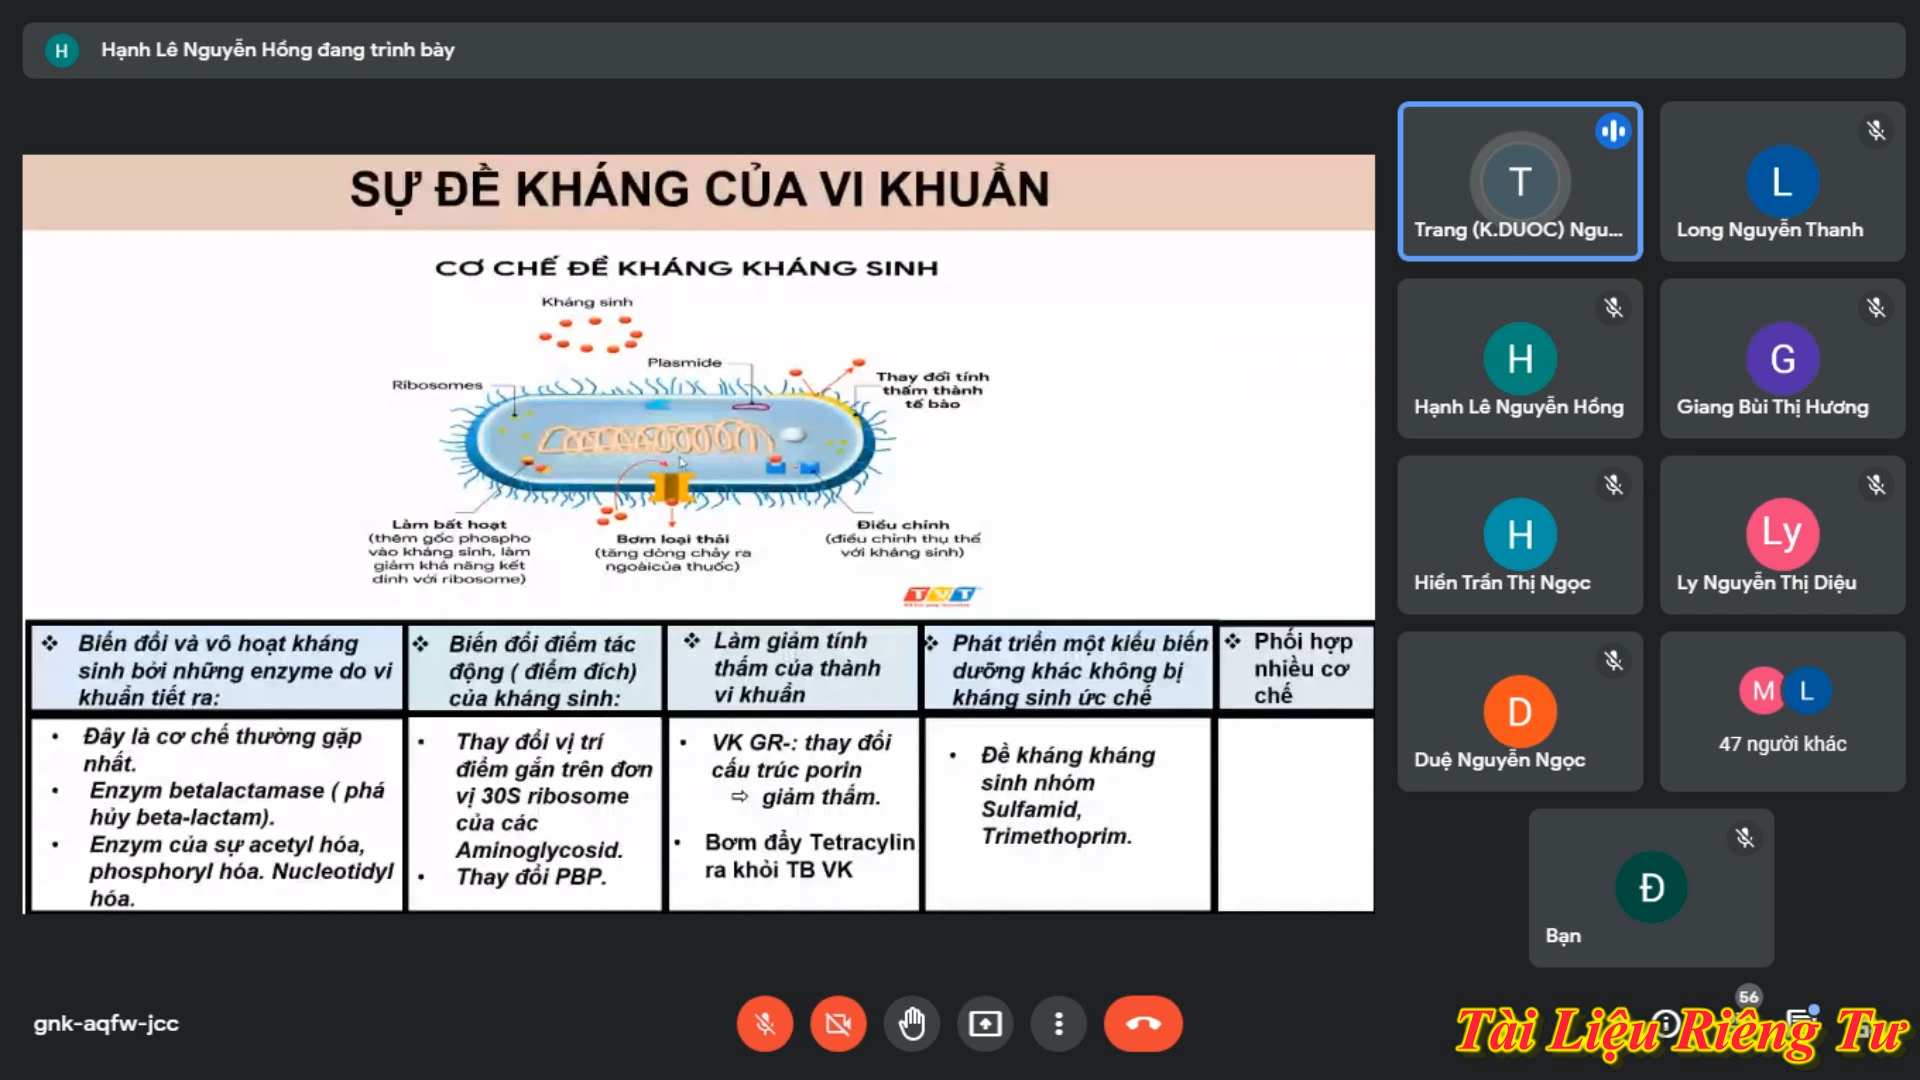 H
Hạnh Lê Nguyễn Hồng đang trình bày
SỰ ĐỀ KHÁNG CỦA VI KHUẨN
CƠ CHẾ ĐỀ KHÁNG KHÁNG SINH
Kháng sinh
Plasmide
Ribosomes
Thay đổi tính
thấm thành
tế bào
Làm bất hoạt
(thêm gốc phospho
vào kháng sinh, làm
giảm khả năng kết
dính với ribosome)
Bơm loại thải
(tăng dòng chảy ra
ngoàicủa thuốc)
Điều chỉnh
(điều chỉnh thụ thể
với kháng sinh)
TVT
❖ Biến đổi và vô hoạt kháng
sinh bởi những enzyme do vi
khuẩn tiết ra:
❖ Biến đổi điểm tác
động ( điểm đích)
của kháng sinh:
❖ Làm giảm tính
thấm của thành
vi khuẩn
❖ Phát triển một kiểu biến
dưỡng khác không bị
kháng sinh ức chế
❖ Phối hợp
nhiều cơ
chế
• Đây là cơ chế thường gặp
nhất.
• Enzym betalactamase ( phá
hủy beta-lactam).
• Enzym của sự acetyl hóa,
phosphoryl hóa. Nucleotidyl
hóa.
• Thay đổi vị trí
điểm gắn trên đơn
vị 30S ribosome
của các
Aminoglycosid.
• Thay đổi PBP.
• VK GR-: thay đổi
cấu trúc porin
⇨ giảm thấm.
• Bơm đẩy Tetracylin
ra khỏi TB VK
• Đề kháng kháng
sinh nhóm
Sulfamid,
Trimethoprim.
T
Trang (K.DUOC) Ngu...
L
Long Nguyễn Thanh
H
Hạnh Lê Nguyễn Hồng
G
Giang Bùi Thị Hương
H
Hiền Trần Thị Ngọc
Ly
Ly Nguyễn Thị Diệu
D
Duệ Nguyễn Ngọc
M L
47 người khác
Đ
Bạn
gnk-aqfw-jcc
56
Tài Liệu Riêng Tư